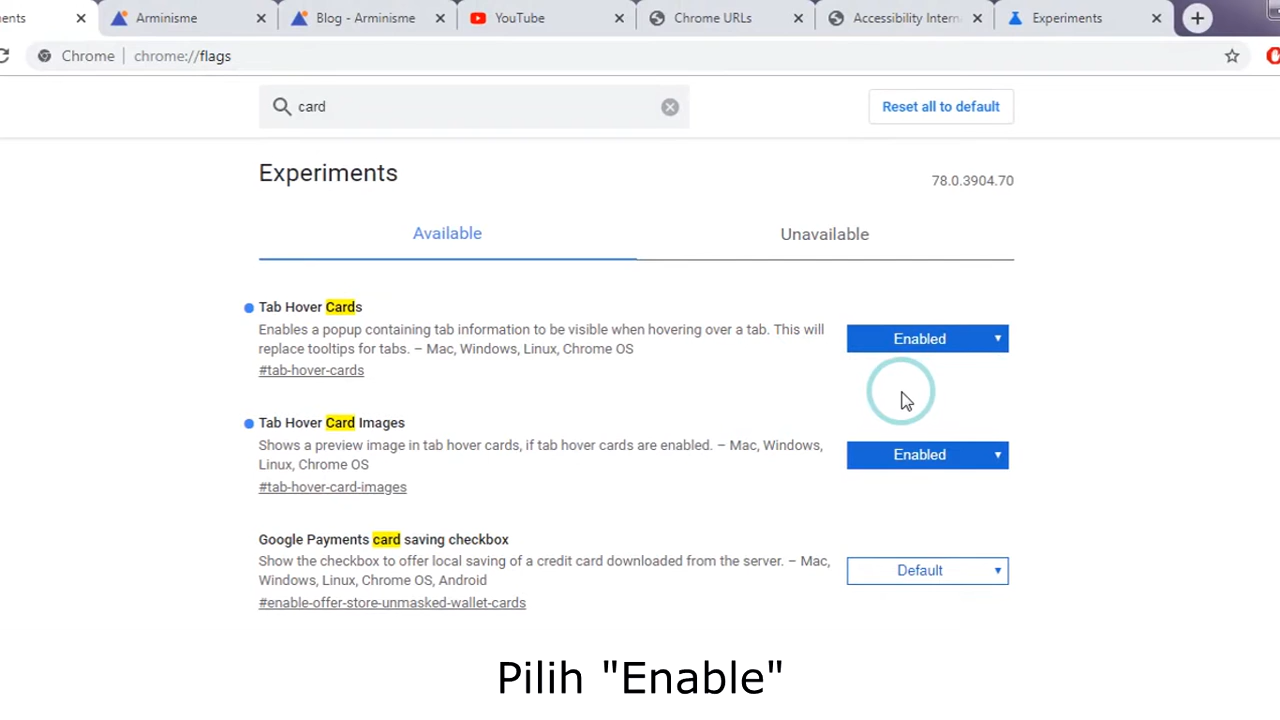 ments
Arminisme
Blog - Arminisme
YouTube
Chrome URLs
Accessibility Intern
Experiments
Chrome
chrome://flags
card
Reset all to default
Experiments
78.0.3904.70
Available
Unavailable
Tab Hover Cards
Enables a popup containing tab information to be visible when hovering over a tab. This will
replace tooltips for tabs. – Mac, Windows, Linux, Chrome OS
#tab-hover-cards
Enabled
Tab Hover Card Images
Shows a preview image in tab hover cards, if tab hover cards are enabled. – Mac, Windows,
Linux, Chrome OS
#tab-hover-card-images
Enabled
Google Payments card saving checkbox
Show the checkbox to offer local saving of a credit card downloaded from the server. – Mac,
Windows, Linux, Chrome OS, Android
#enable-offer-store-unmasked-wallet-cards
Default
Pilih "Enable"